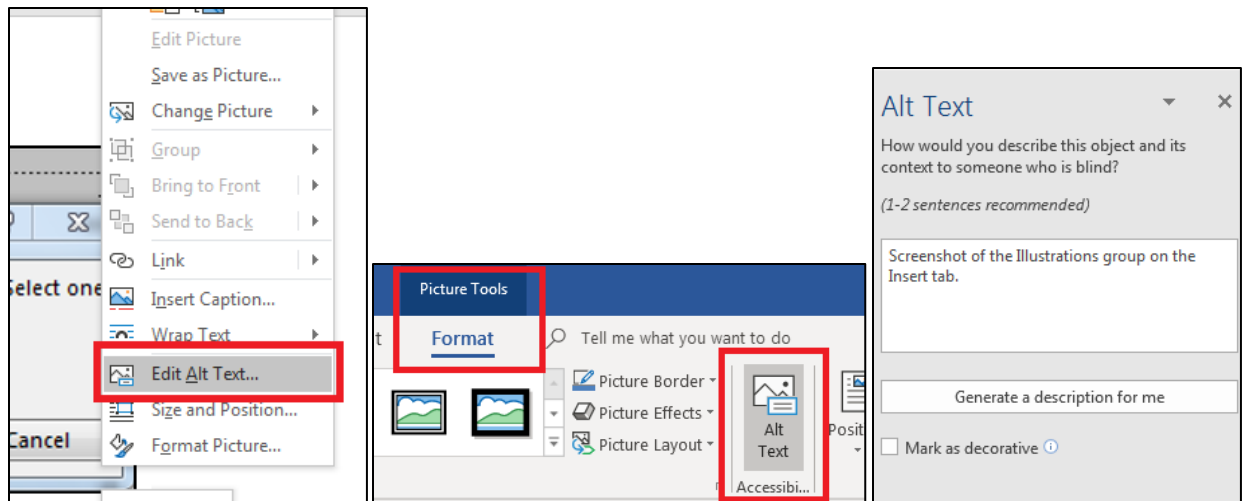 Edit Picture
Save as Picture...
Change Picture
Group
Bring to Front
Send to Back
Link
Insert Caption...
Wrap Text
Edit Alt Text...
Size and Position...
Format Picture...
Select one
Cancel
Picture Tools
Format
Tell me what you want to do
Picture Border
Picture Effects
Picture Layout
Alt
Text
Posit
Accessibi...
Alt Text
How would you describe this object and its
context to someone who is blind?
(1-2 sentences recommended)
Screenshot of the Illustrations group on the
Insert tab.
Generate a description for me
Mark as decorative